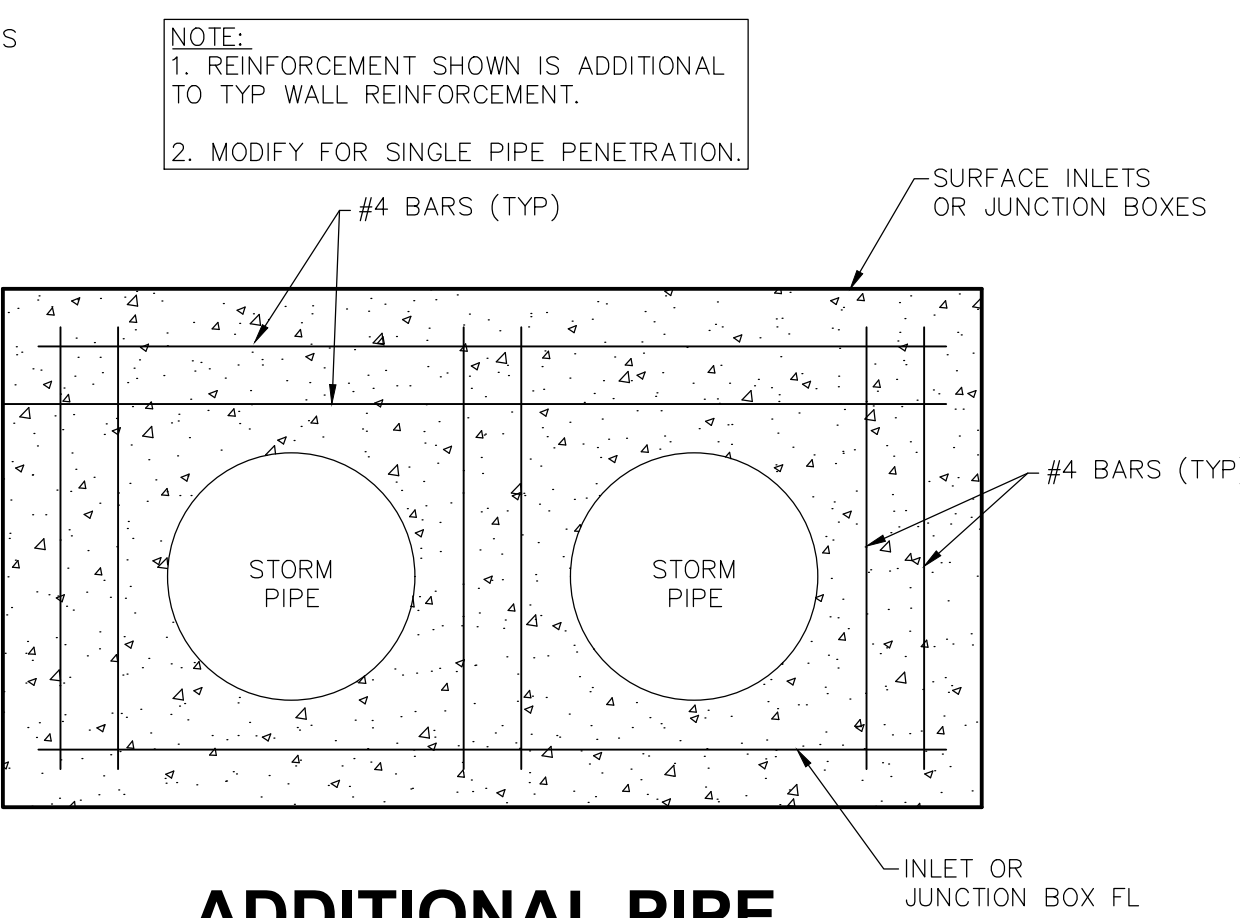 S
NOTE:
1. REINFORCEMENT SHOWN IS ADDITIONAL
TO TYP WALL REINFORCEMENT.
2. MODIFY FOR SINGLE PIPE PENETRATION.
#4 BARS (TYP)
SURFACE INLETS
OR JUNCTION BOXES
#4 BARS (TYP
STORM
PIPE
STORM
PIPE
INLET OR
JUNCTION BOX FL
ADDITIONAL PIPE